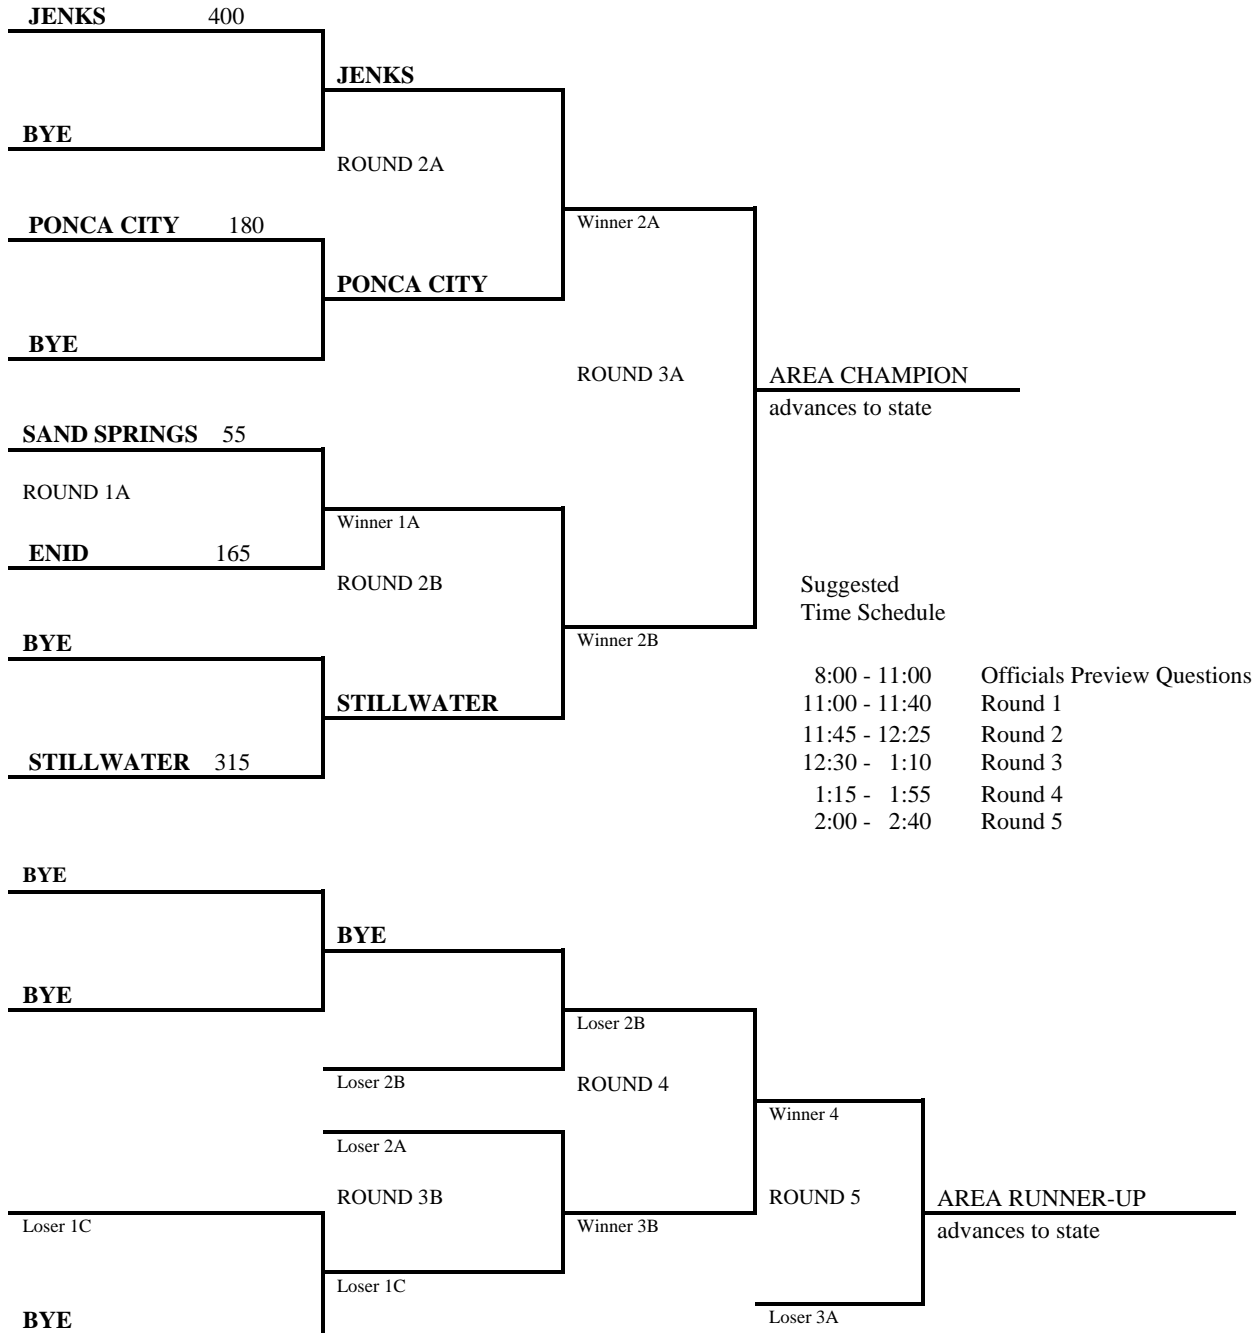 JENKS 400
JENKS
BYE
ROUND 2A
PONCA CITY 180
Winner 2A
PONCA CITY
BYE
ROUND 3A
AREA CHAMPION
advances to state
SAND SPRINGS 55
ROUND 1A
Winner 1A
ENID 165
ROUND 2B
Suggested
Time Schedule
BYE
Winner 2B
8:00 - 11:00 Officials Preview Questions
STILLWATER
11:00 - 11:40 Round 1
11:45 - 12:25 Round 2
STILLWATER 315
12:30 - 1:10 Round 3
1:15 - 1:55 Round 4
2:00 - 2:40 Round 5
BYE
BYE
BYE
Loser 2B
Loser 2B
ROUND 4
Winner 4
Loser 2A
ROUND 3B
ROUND 5
AREA RUNNER-UP
Loser 1C
Winner 3B
advances to state
Loser 1C
BYE
Loser 3A